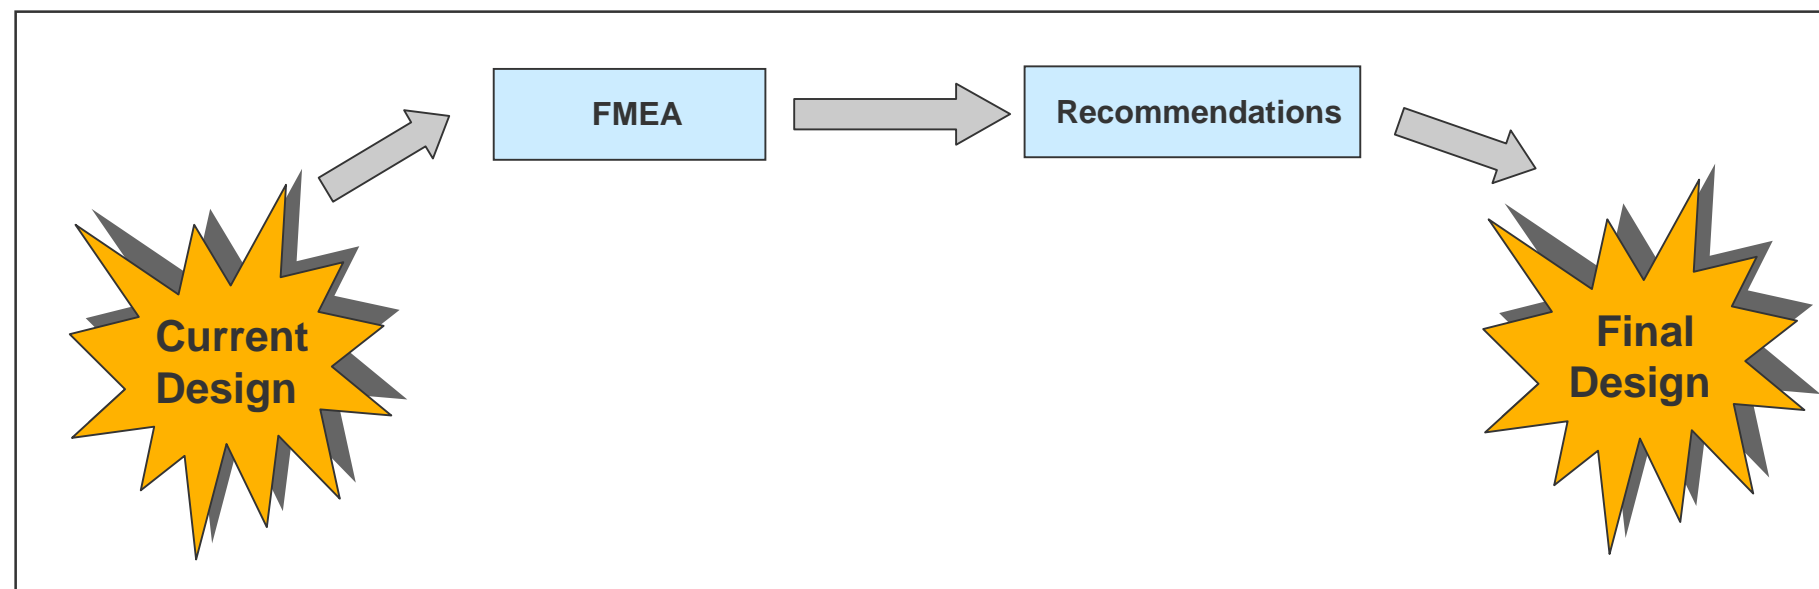 FMEA
Recommendations
Current
Design
Final
Design